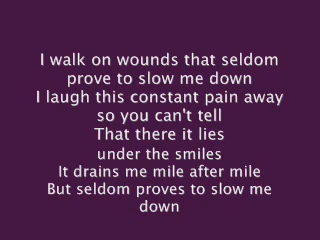 I walk on wounds that seldom
prove to slow me down
I laugh this constant pain away
so you can't tell
That there it lies
under the smiles
It drains me mile after mile
But seldom proves to slow me
down